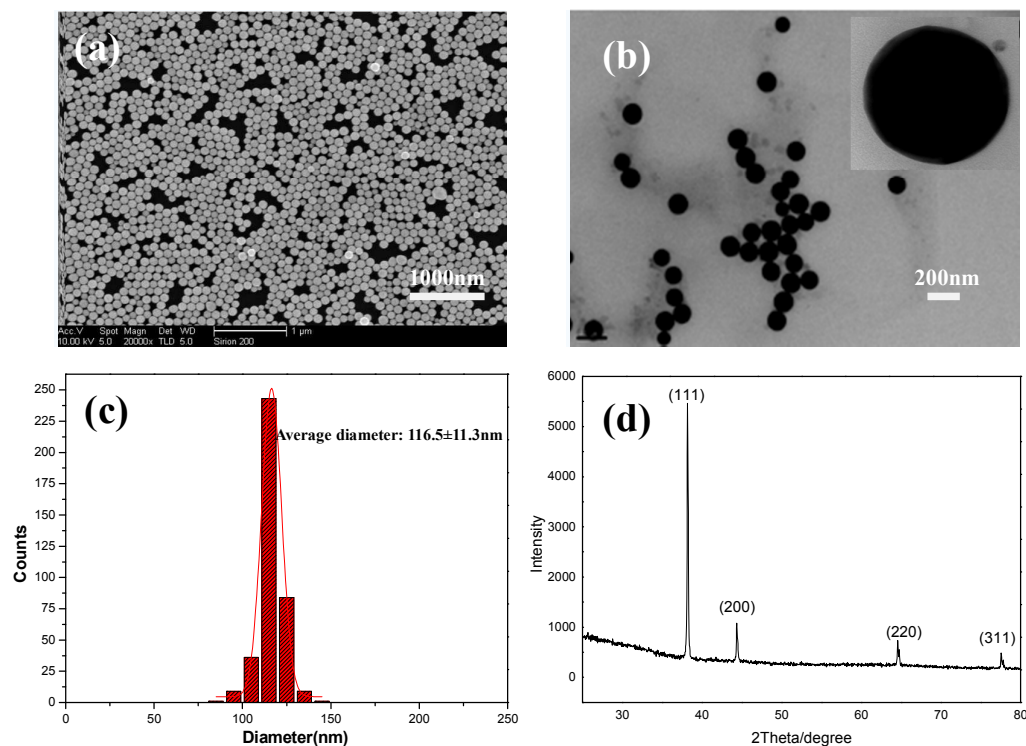 (a)
1000nm
Acc.V Spot Magn Det WD 1 µm
10.00 kV 5.0 20000x TLD 5.0 Sirion 200
(b)
200nm
(c)
Average diameter: 116.5±11.3nm
Counts
250
225
200
175
150
125
100
75
50
25
0
0 50 100 150 200 250
Diameter(nm)
(d)
(111)
(200)
(220)
(311)
Intensity
6000
5000
4000
3000
2000
1000
0
30 40 50 60 70 80
2Theta/degree